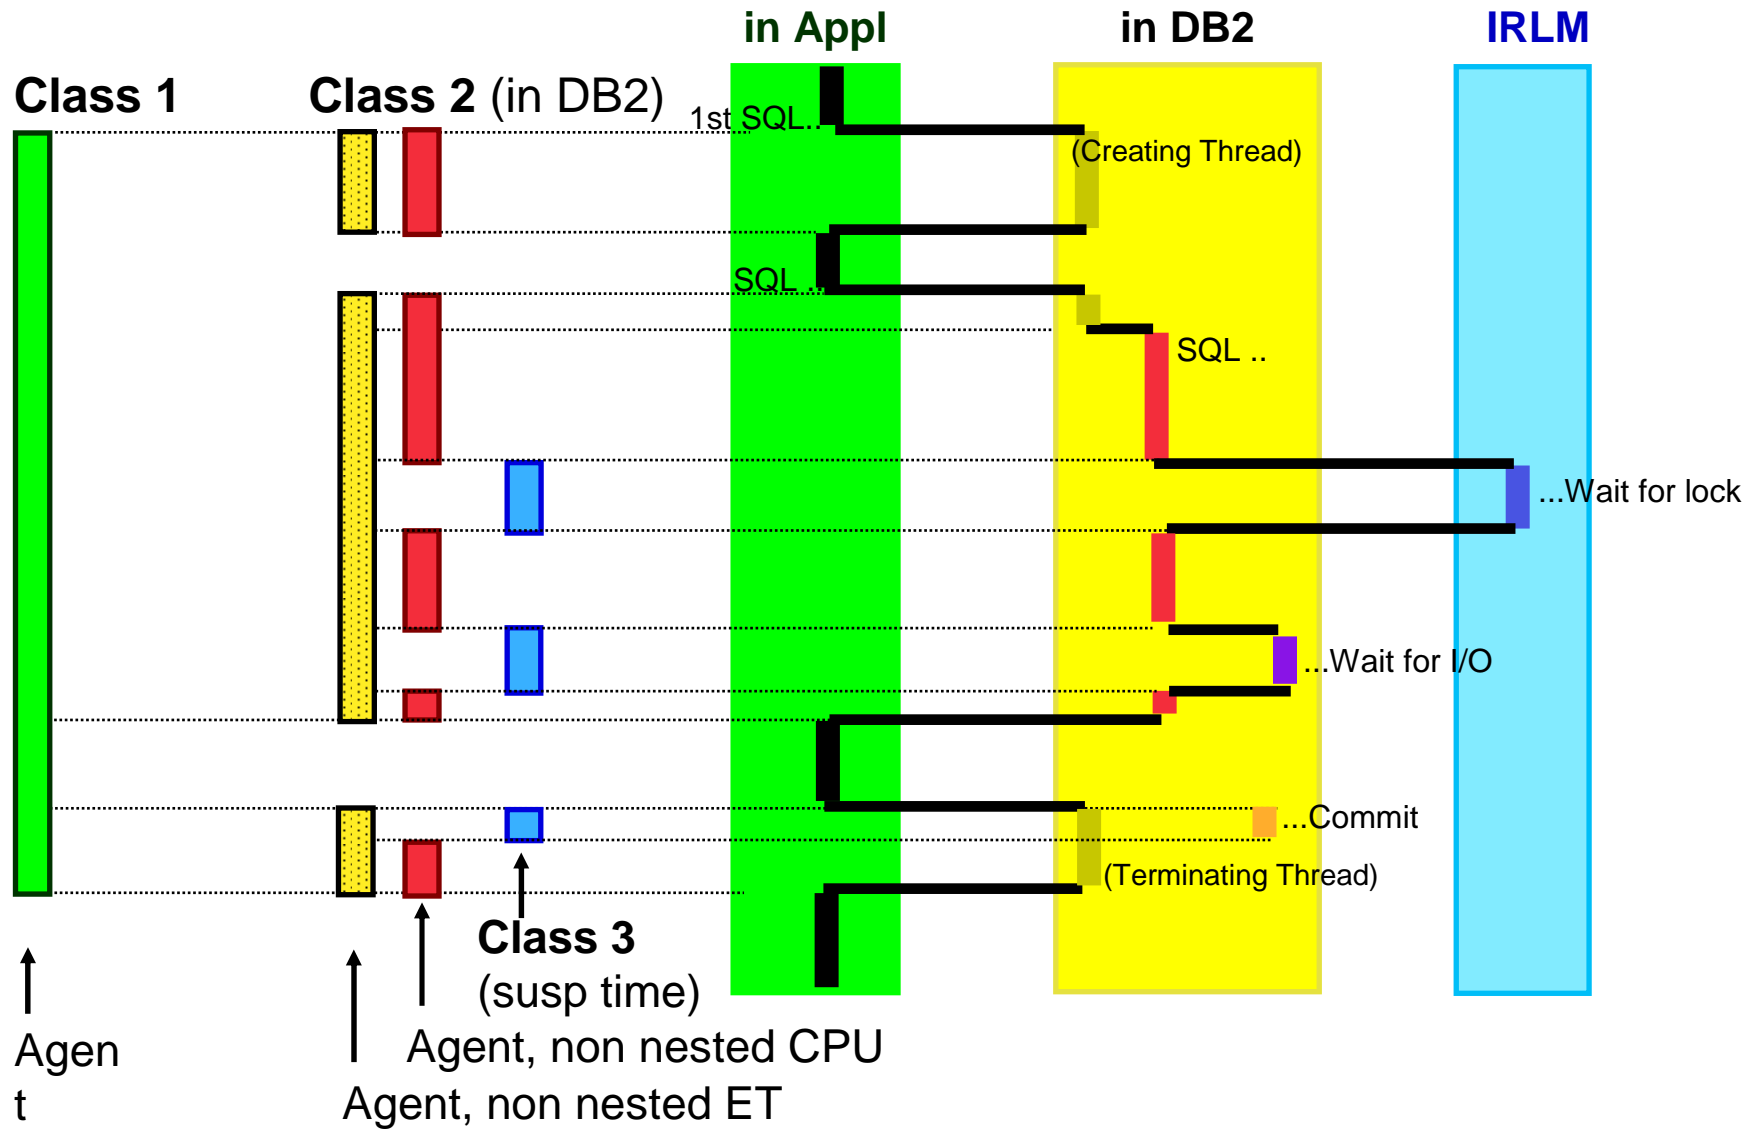 in Appl
in DB2
IRLM
Class 1
Class 2 (in DB2)
1st SQL..
(Creating Thread)
SQL ..
SQL ..
...Wait for lock
...Wait for I/O
...Commit
(Terminating Thread)
Class 3
(susp time)
Agen
t
Agent, non nested CPU
Agent, non nested ET